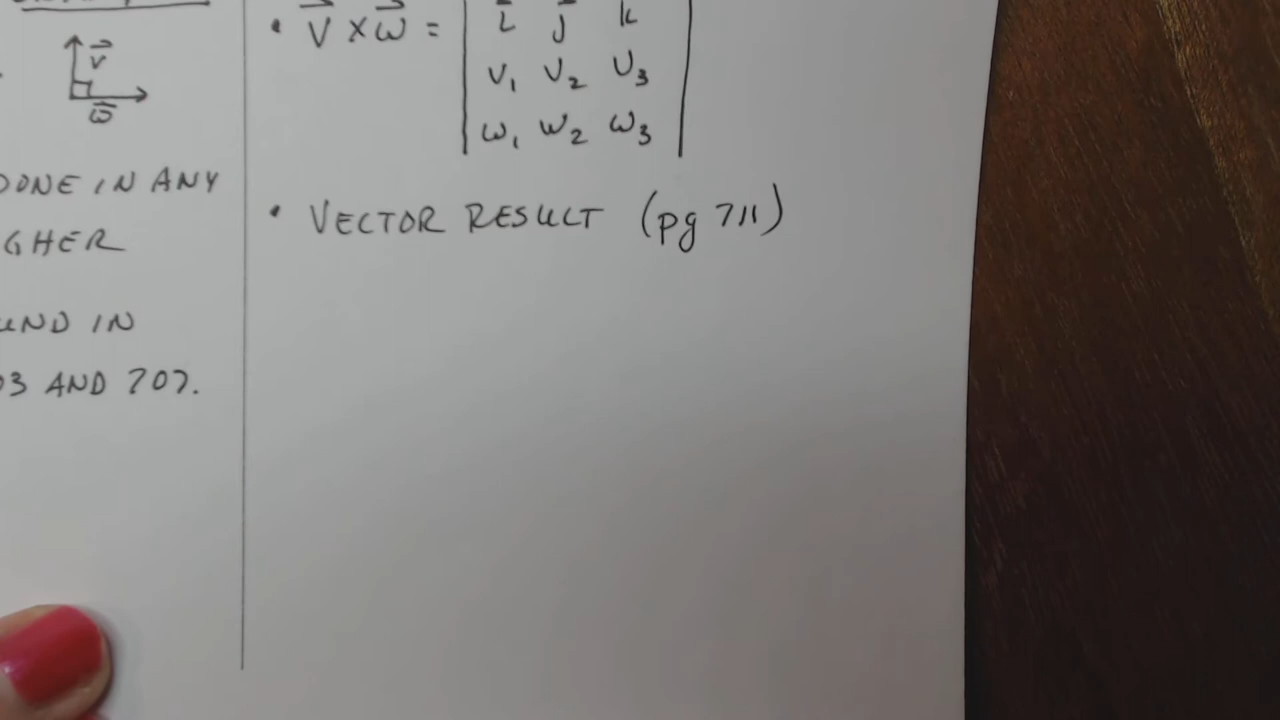 v
w
DONE IN ANY
GHER
UND IN
03 AND 707.
• V × W = | i j k |
| V₁ V₂ V₃ |
| W₁ W₂ W₃ |
• VECTOR RESULT (pg 711)